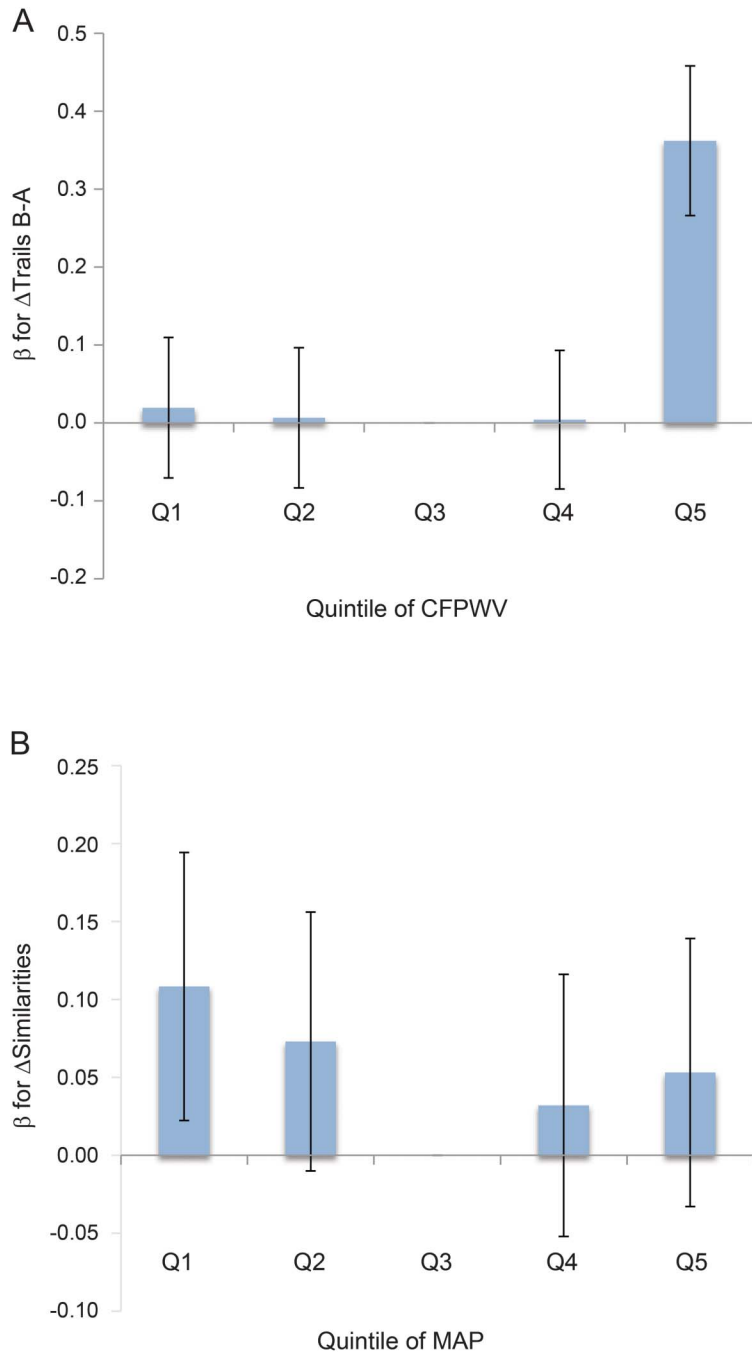 A
0.5
0.4
0.3
0.2
0.1
0.0
-0.1
-0.2
β for ΔTrails B-A
Q1 Q2 Q3 Q4 Q5
Quintile of CFPWV
B
0.25
0.20
0.15
0.10
0.05
0.00
-0.05
-0.10
β for ΔSimilarities
Q1 Q2 Q3 Q4 Q5
Quintile of MAP